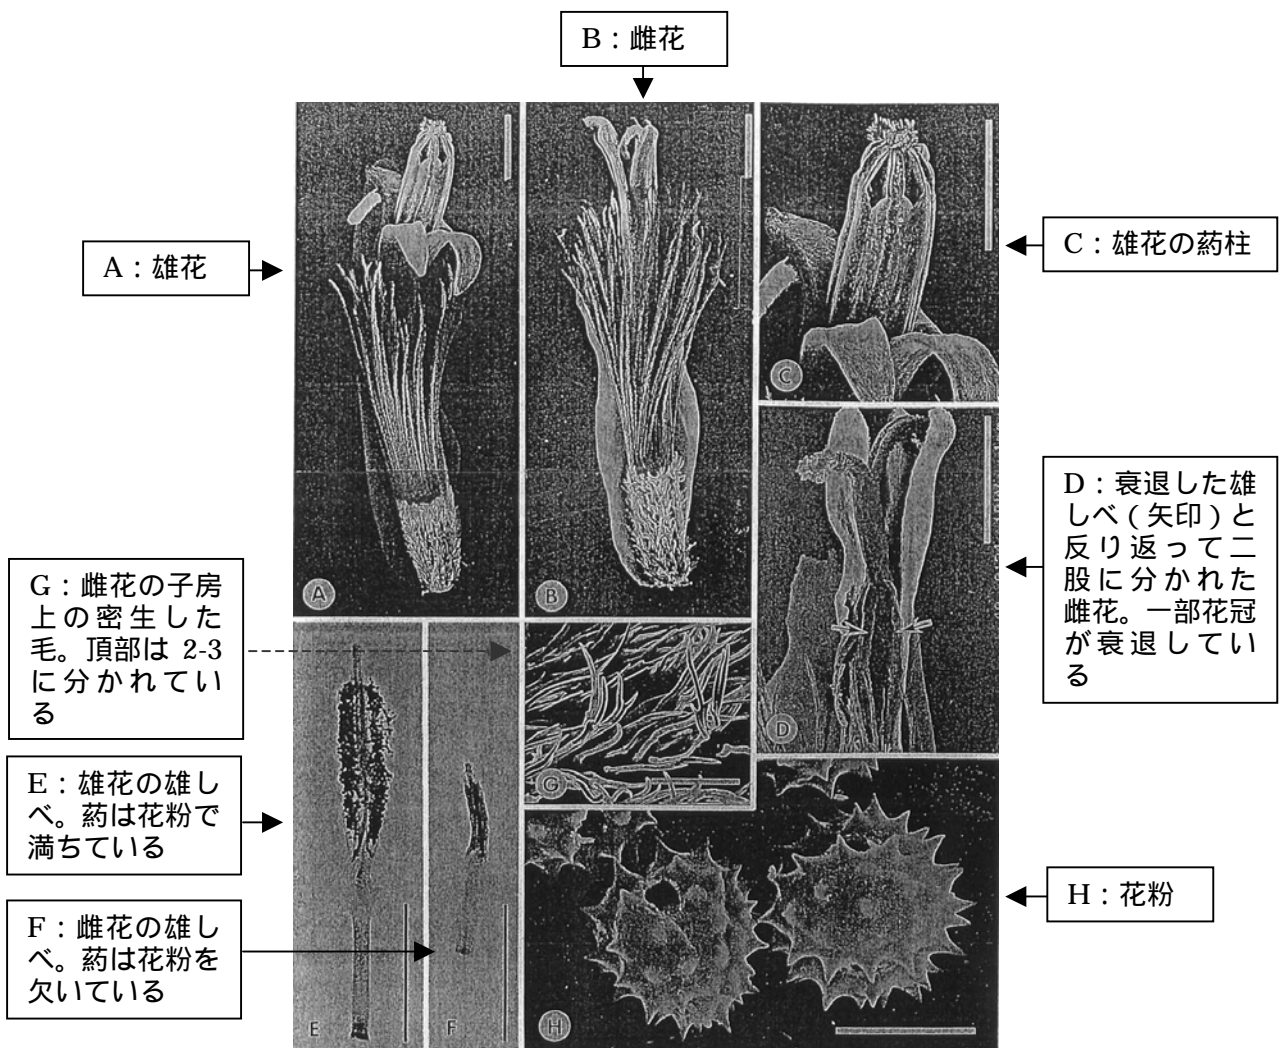 B：雌花
A：雄花
C：雄花の葯柱
D：衰退した雄
しべ（矢印）と
反り返って二
股に分かれた
雌花。一部花冠
が衰退してい
る
G：雌花の子房
上の密生した
毛。頂部は 2-3
に分かれてい
る
E：雄花の雄し
べ。葯は花粉で
満ちている
F：雌花の雄し
べ。葯は花粉を
欠いている
H：花粉
A
B
C
D
E
F
G
H